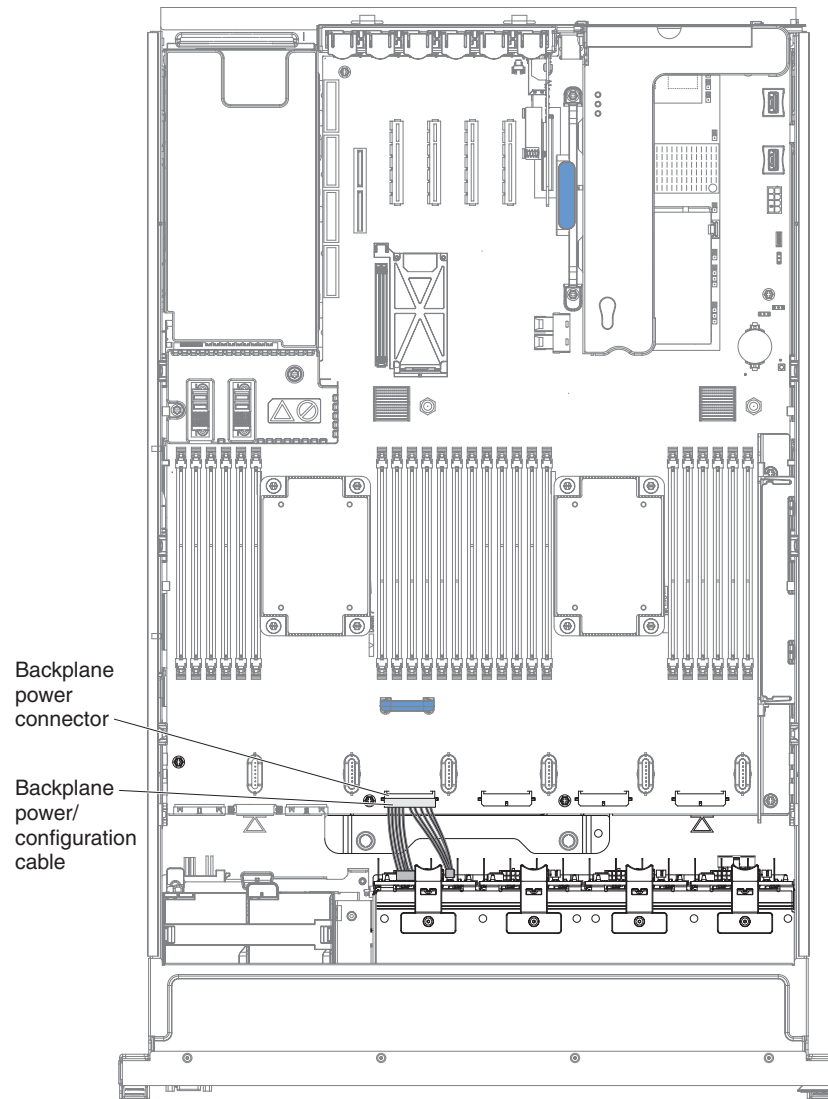 Backplane
power
connector
Backplane
power/
configuration
cable